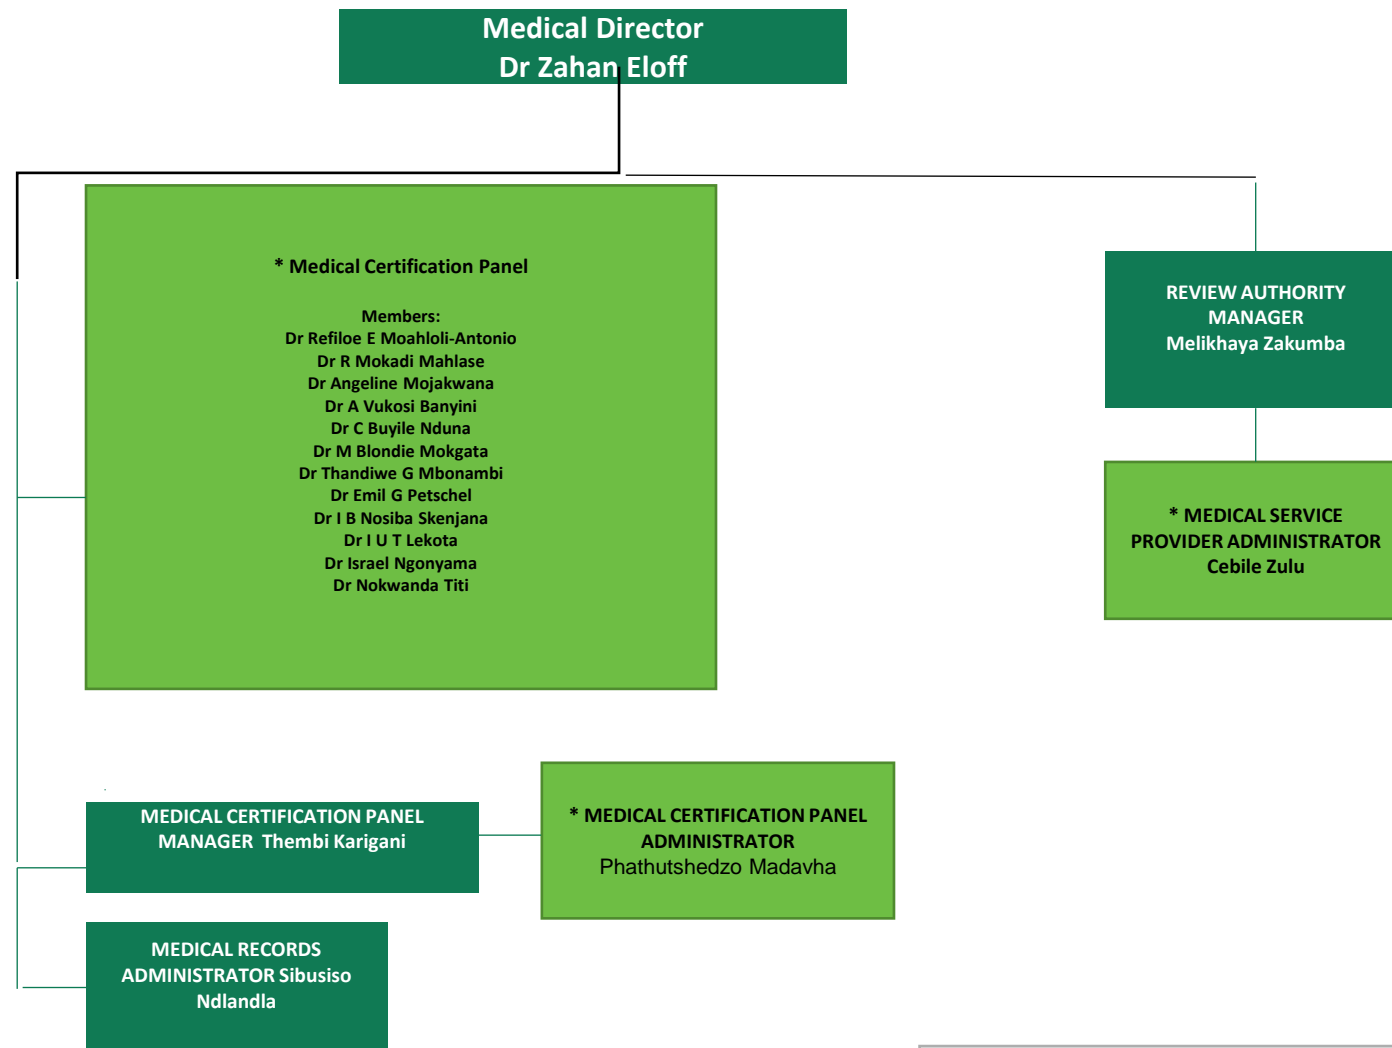 Medical Director
Dr Zahan Eloff
* Medical Certification Panel
Members:
Dr Refiloe E Moahloli-Antonio
Dr R Mokadi Mahlase
Dr Angeline Mojakwana
Dr A Vukosi Banyini
Dr C Buyile Nduna
Dr M Blondie Mokgata
Dr Thandiwe G Mbonambi
Dr Emil G Petschel
Dr I B Nosiba Skenjana
Dr I U T Lekota
Dr Israel Ngonyama
Dr Nokwanda Titi
REVIEW AUTHORITY
MANAGER
Melikhaya Zakumba
* MEDICAL SERVICE
PROVIDER ADMINISTRATOR
Cebile Zulu
MEDICAL CERTIFICATION PANEL
MANAGER Thembi Karigani
* MEDICAL CERTIFICATION PANEL
ADMINISTRATOR
Phathutshedzo Madavha
MEDICAL RECORDS
ADMINISTRATOR Sibusiso
Ndlandla